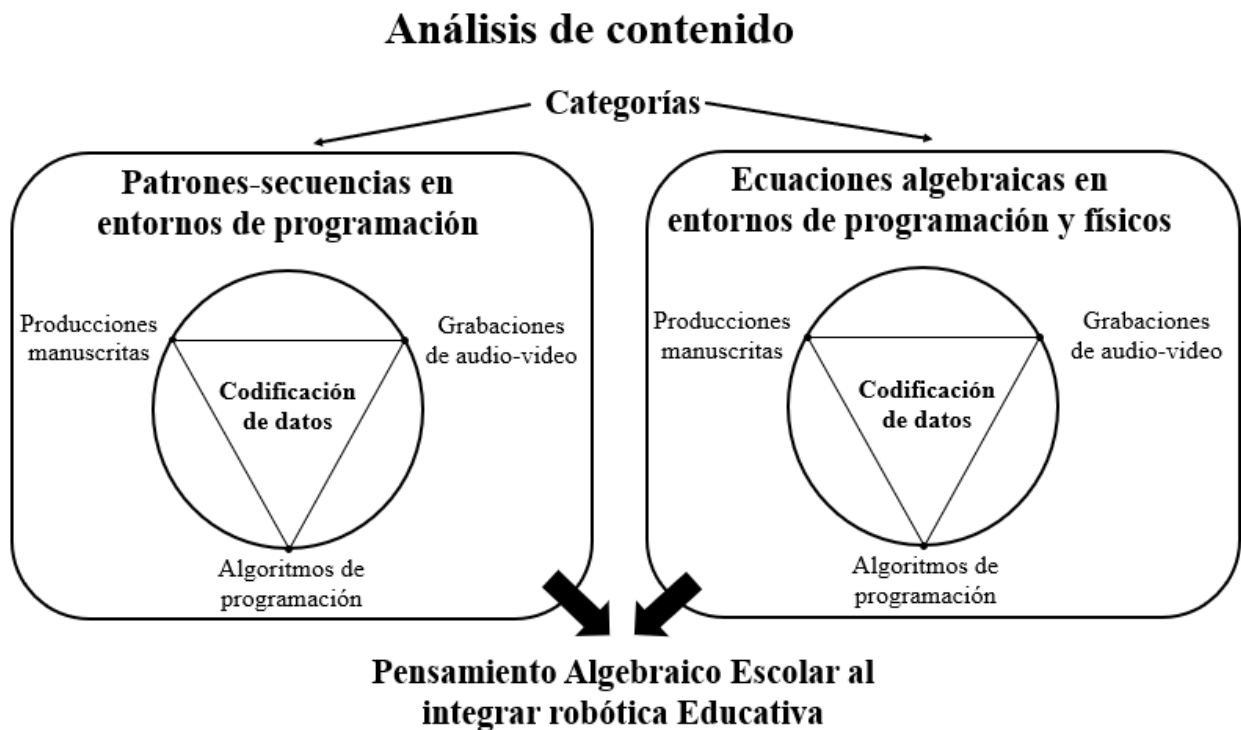 Análisis de contenido
Categorías
Patrones-secuencias en
entornos de programación
Producciones
manuscritas
Grabaciones
de audio-video
Codificación
de datos
Algoritmos de
programación
Ecuaciones algebraicas en
entornos de programación y físicos
Producciones
manuscritas
Grabaciones
de audio-video
Codificación
de datos
Algoritmos de
programación
Pensamiento Algebraico Escolar al
integrar robótica Educativa